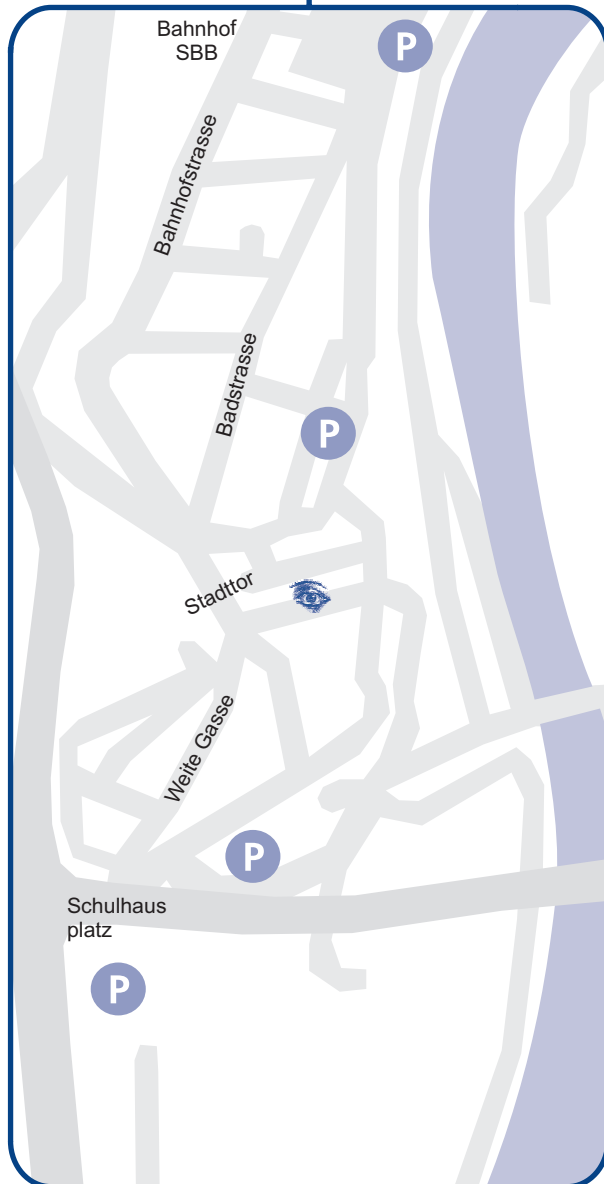 Bahnhof
SBB
P
Bahnhofstrasse
Badstrasse
P
Stadttor
Weite Gasse
P
Schulhaus
platz
P